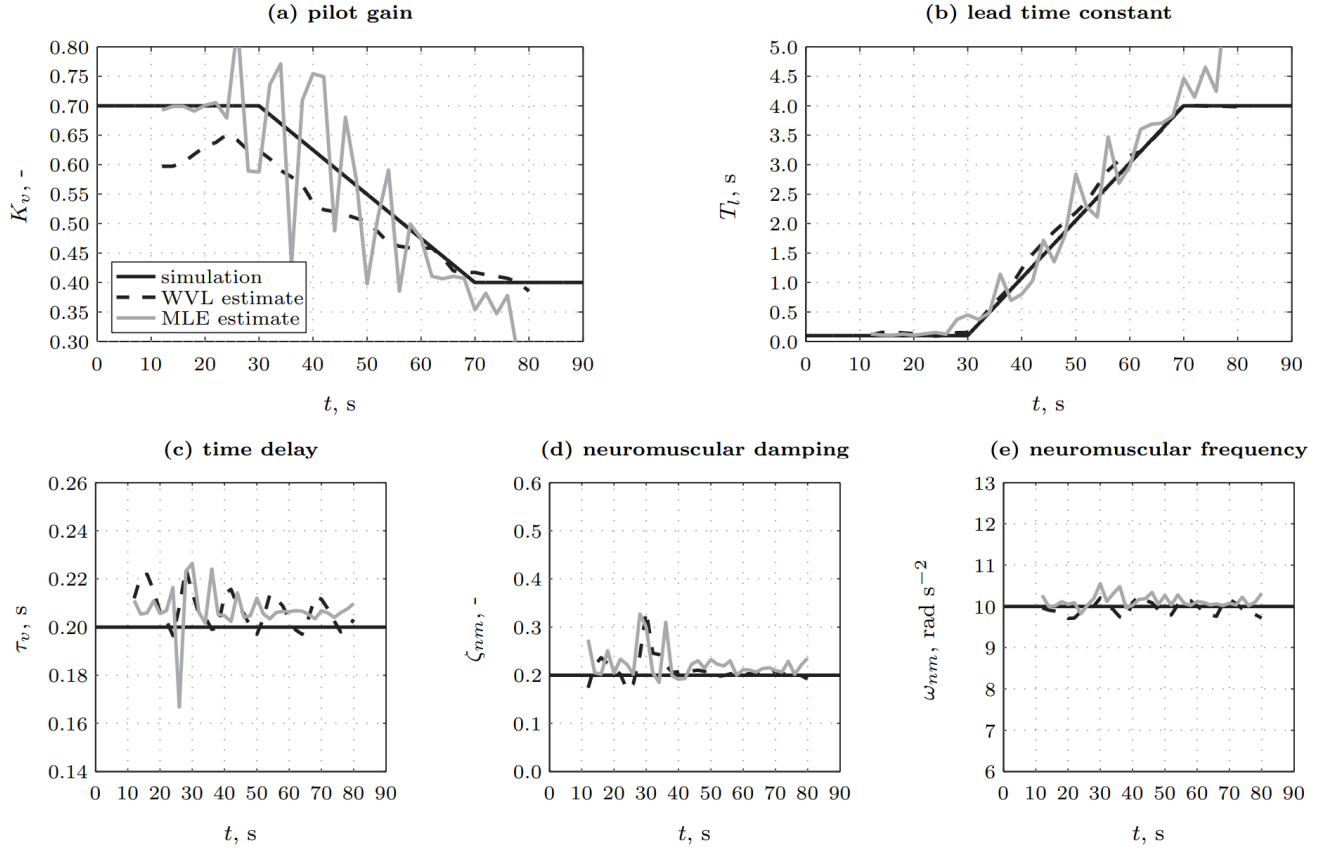 (a) pilot gain
0.80
0.75
0.70
0.65
0.60
0.55
0.50
0.45
0.40
0.35
0.30
K_v, -
simulation
WVL estimate
MLE estimate
0 10 20 30 40 50 60 70 80 90
t, s
(b) lead time constant
5.0
4.5
4.0
3.5
3.0
2.5
2.0
1.5
1.0
0.5
0.0
T_l, s
0 10 20 30 40 50 60 70 80 90
t, s
(c) time delay
0.26
0.24
0.22
0.20
0.18
0.16
0.14
τ_v, s
0 10 20 30 40 50 60 70 80 90
t, s
(d) neuromuscular damping
0.6
0.5
0.4
0.3
0.2
0.1
0.0
ζ_nm, -
0 10 20 30 40 50 60 70 80 90
t, s
(e) neuromuscular frequency
13
12
11
10
9
8
7
6
ω_nm, rad s⁻²
0 10 20 30 40 50 60 70 80 90
t, s